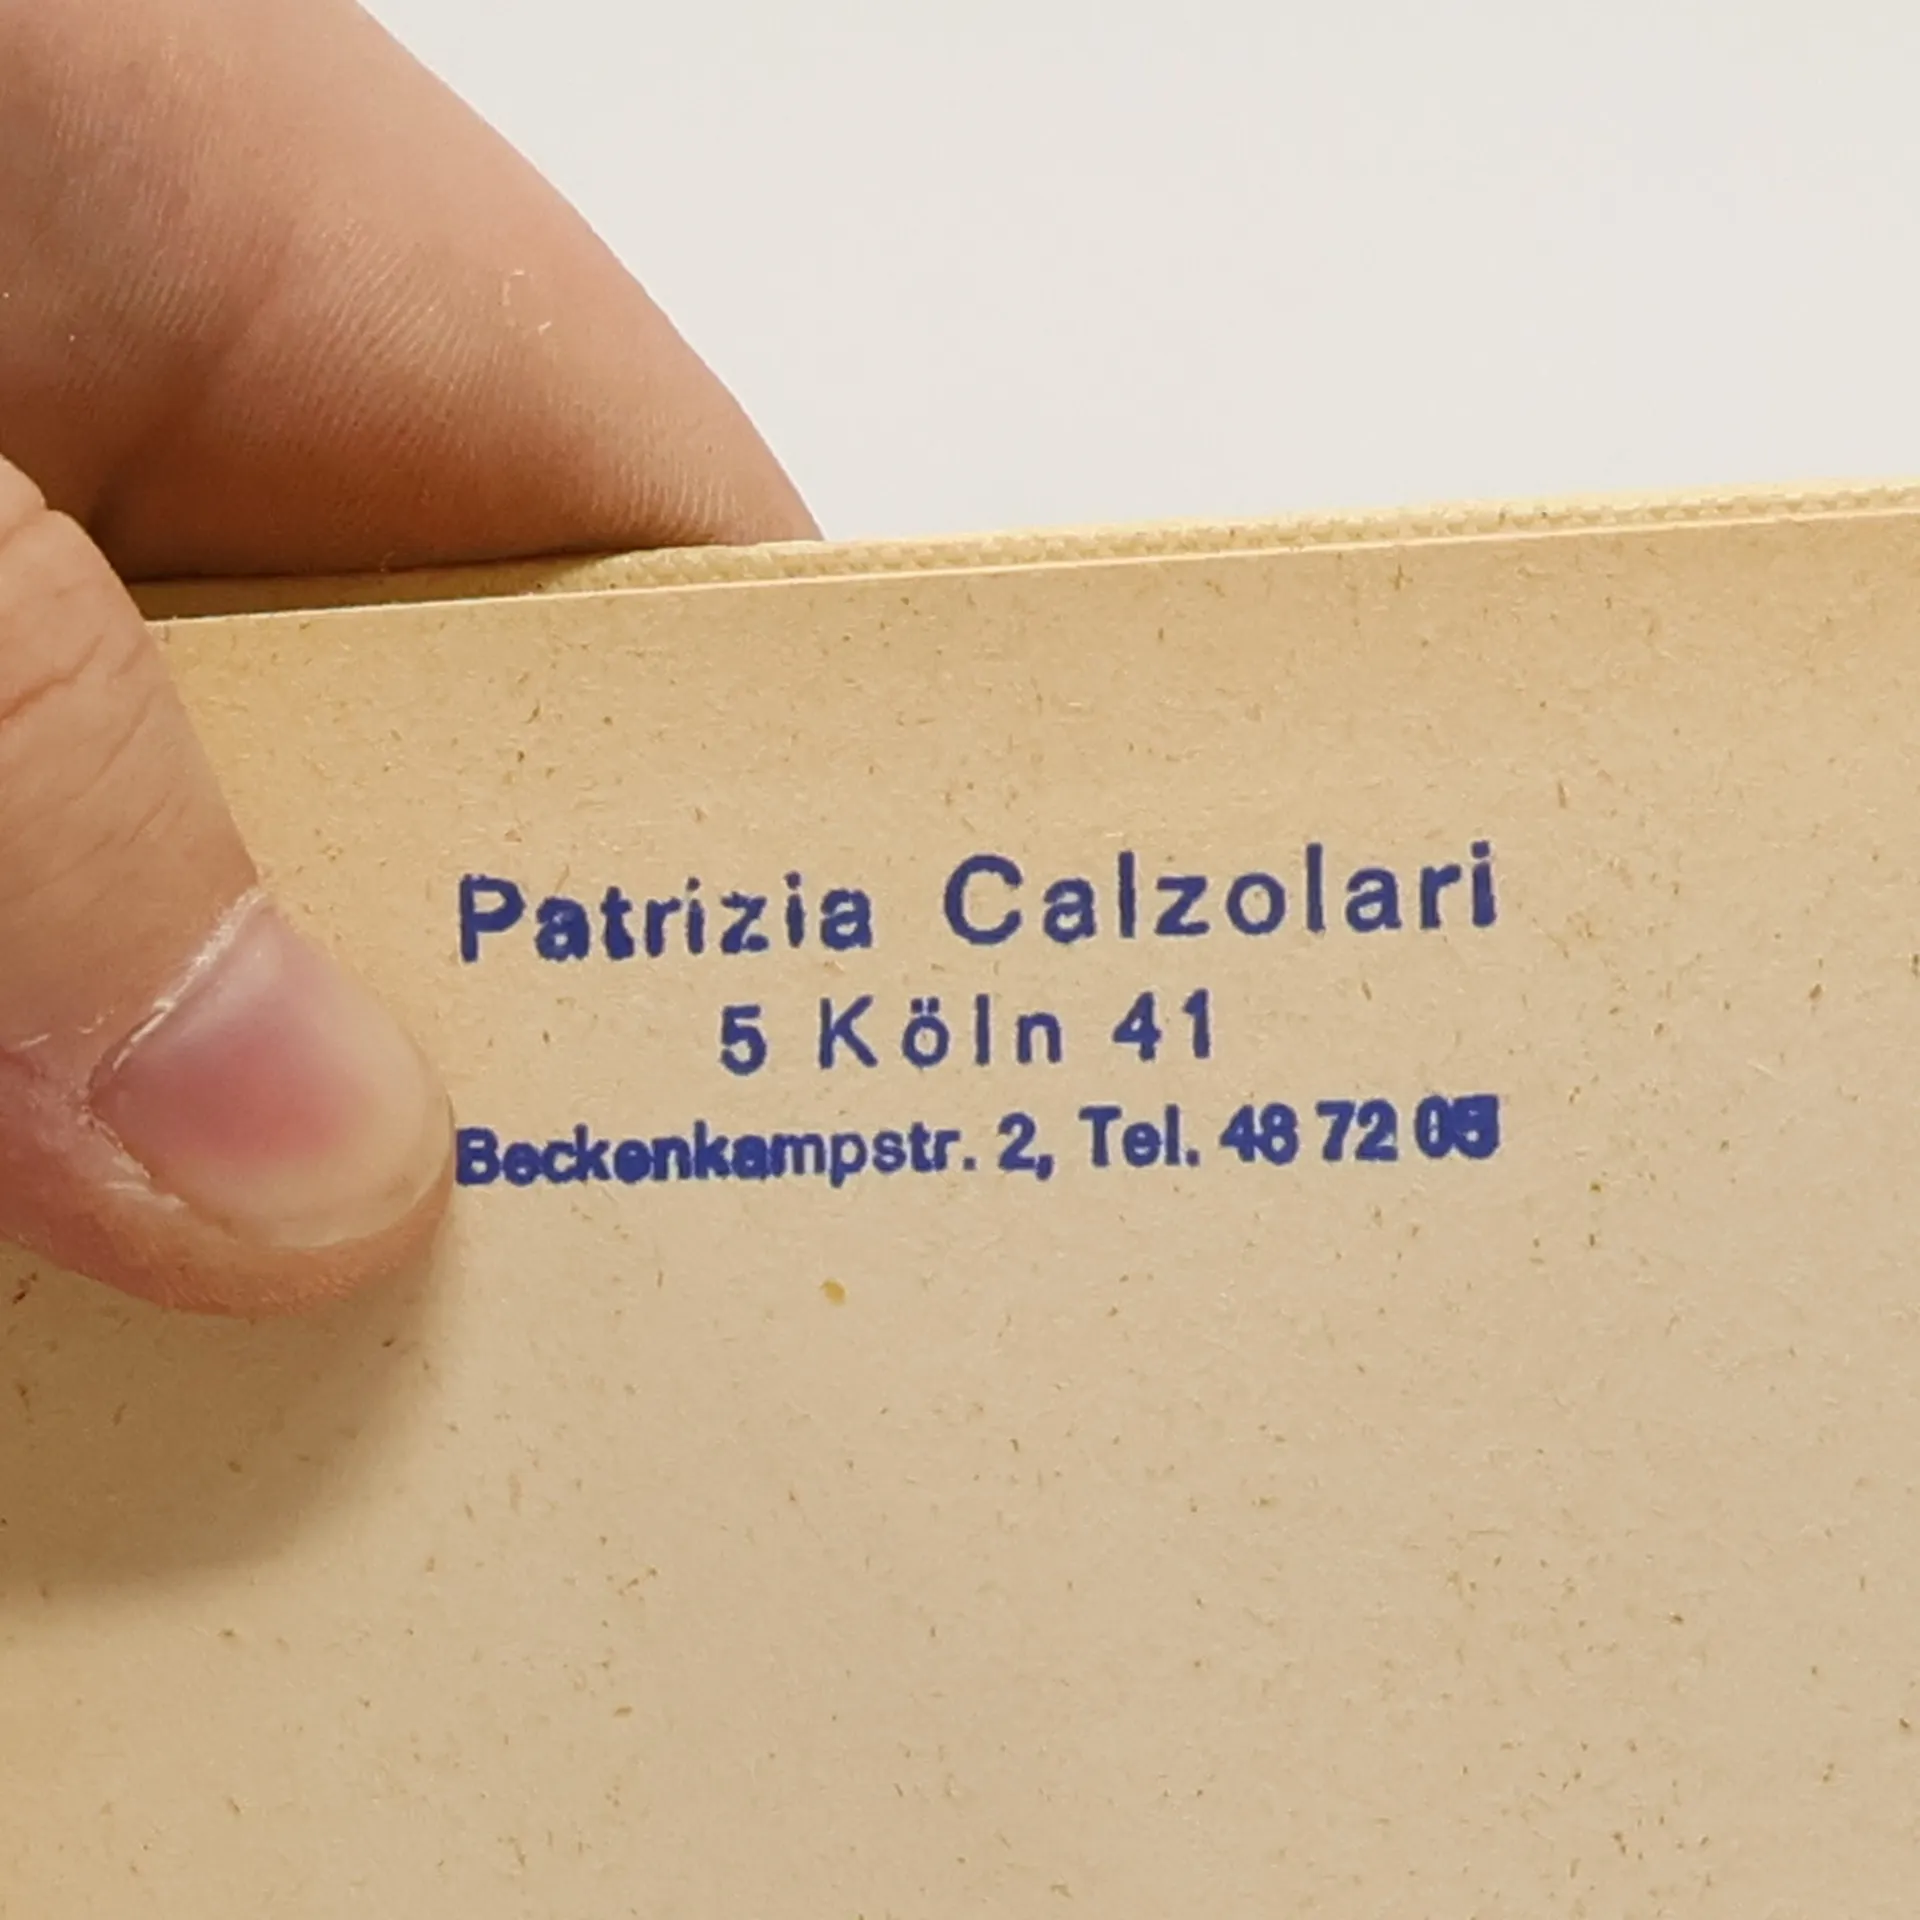 Patrizia Calzolari
5 Köln 41
Beckenkampstr. 2, Tel. 48 72 05